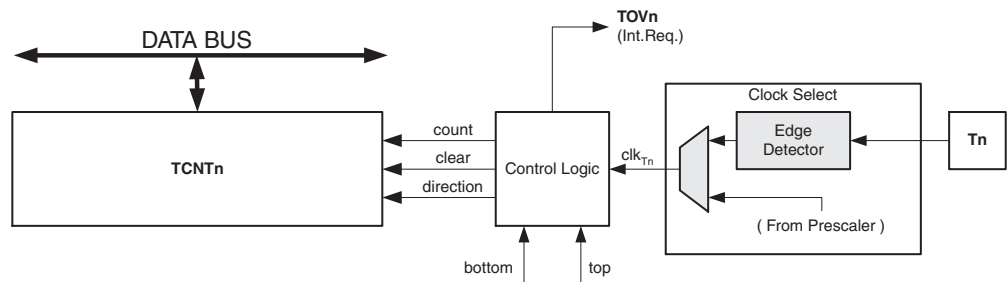 TOVn
(Int.Req.)
DATA BUS
Clock Select
count
Edge
Detector
Tn
TCNTn
clear
Control Logic
clkTn
direction
( From Prescaler )
bottom
top